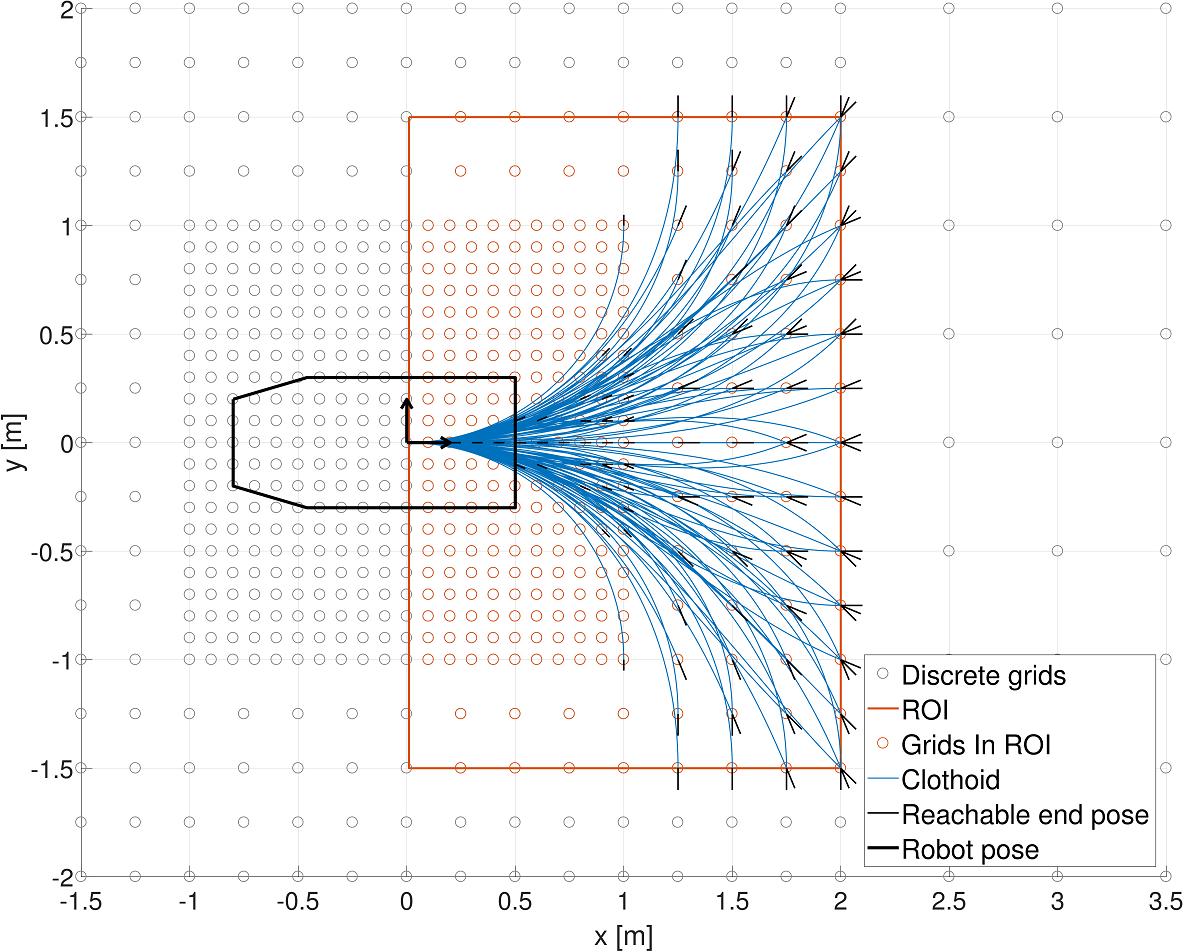 2
1.5
1
0.5
0
-0.5
-1
-1.5
-2
y [m]
-1.5 -1 -0.5 0 0.5 1 1.5 2 2.5 3 3.5
x [m]
Discrete grids
ROI
Grids In ROI
Clothoid
Reachable end pose
Robot pose